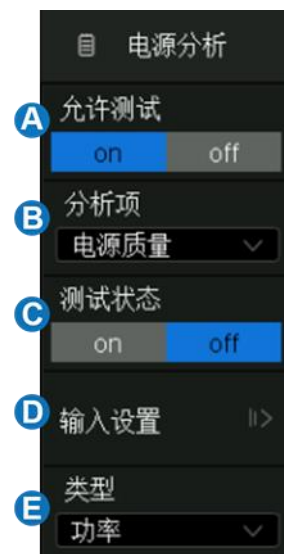 电源分析
A 允许测试
on off
B 分析项
电源质量
C 测试状态
on off
D 输入设置
E 类型
功率